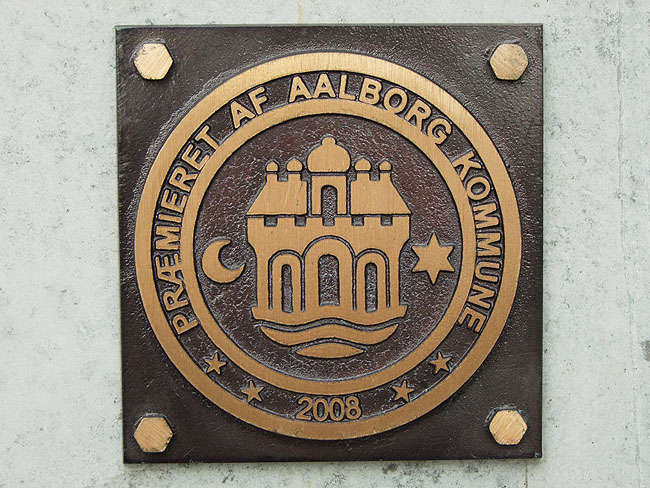 PRÆMIERET AF AALBORG KOMMUNE
2008